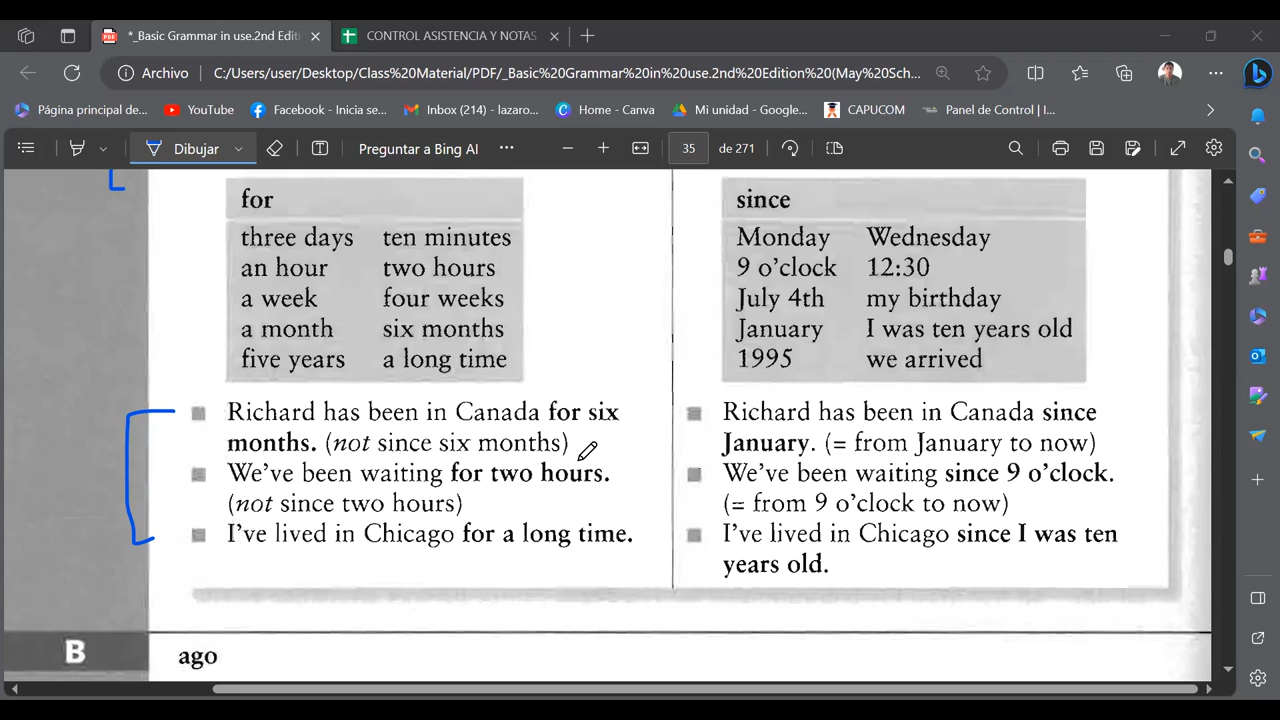 *_Basic Grammar in use.2nd Editi
CONTROL ASISTENCIA Y NOTAS
Archivo
C:/Users/user/Desktop/Class%20Material/PDF/_Basic%20Grammar%20in%20use.2nd%20Edition%20(May%20Sch...
Página principal de...
YouTube
Facebook - Inicia se...
Inbox (214) - lazaro...
Home - Canva
Mi unidad - Google...
CAPUCOM
Panel de Control | I...
Dibujar
Preguntar a Bing AI
35
de 271
for
three days ten minutes
an hour two hours
a week four weeks
a month six months
five years a long time
Richard has been in Canada for six
months. (not since six months)
We've been waiting for two hours.
(not since two hours)
I've lived in Chicago for a long time.
since
Monday Wednesday
9 o'clock 12:30
July 4th my birthday
January I was ten years old
1995 we arrived
Richard has been in Canada since
January. (= from January to now)
We've been waiting since 9 o'clock.
(= from 9 o'clock to now)
I've lived in Chicago since I was ten
years old.
B
ago